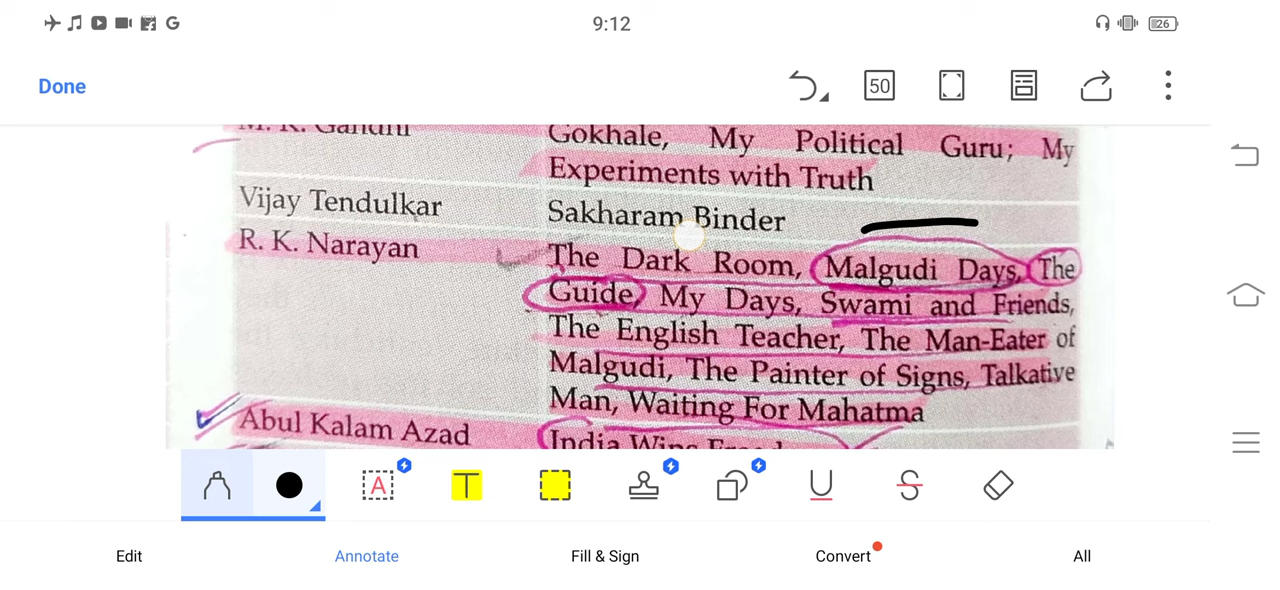 9:12
26
Done
50
M. K. Gandhi
Gokhale, My Political Guru; My
Experiments with Truth
Vijay Tendulkar
Sakharam Binder
R. K. Narayan
The Dark Room, Malgudi Days, The
Guide, My Days, Swami and Friends,
The English Teacher, The Man-Eater of
Malgudi, The Painter of Signs, Talkative
Man, Waiting For Mahatma
Abul Kalam Azad
India Wins
A
T
U
S
Edit
Annotate
Fill & Sign
Convert
All